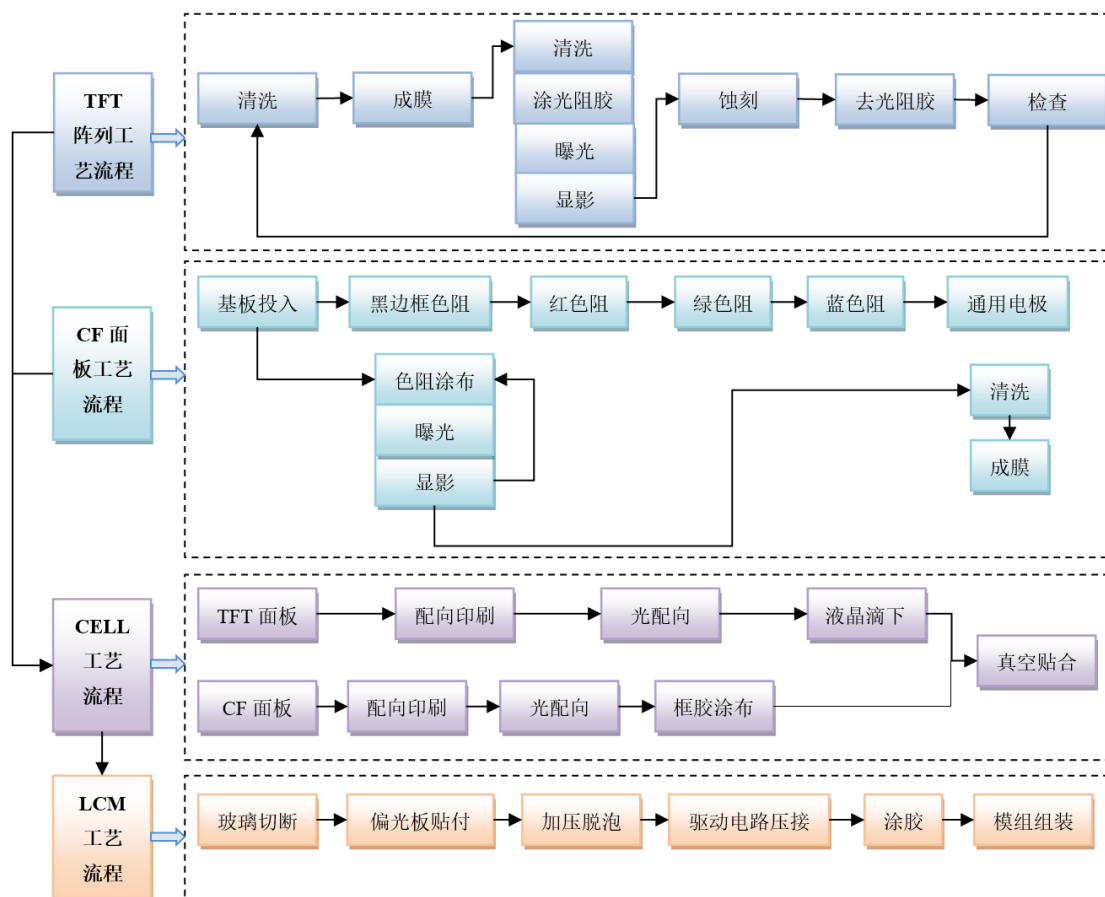 TFT
阵列工
艺流程
清洗
成膜
清洗
涂光阻胶
曝光
显影
蚀刻
去光阻胶
检查
CF 面
板工艺
流程
基板投入
黑边框色阻
红色阻
绿色阻
蓝色阻
通用电极
色阻涂布
曝光
显影
清洗
成膜
CELL
工艺
流程
TFT 面板
配向印刷
光配向
液晶滴下
CF 面板
配向印刷
光配向
框胶涂布
真空贴合
LCM
工艺
流程
玻璃切断
偏光板贴付
加压脱泡
驱动电路压接
涂胶
模组组装